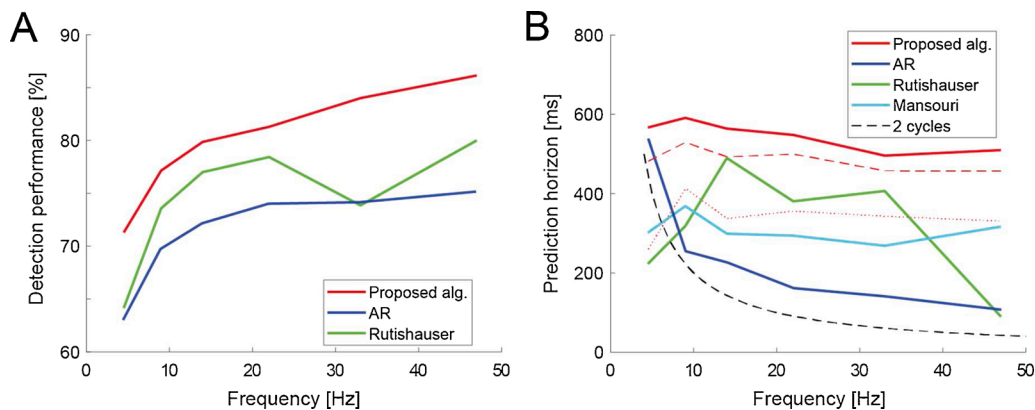 A
Detection performance [%]
90
80
70
60
0
10
20
30
40
50
Frequency [Hz]
Proposed alg.
AR
Rutishauser
B
Prediction horizon [ms]
800
600
400
200
0
0
10
20
30
40
50
Frequency [Hz]
Proposed alg.
AR
Rutishauser
Mansouri
2 cycles